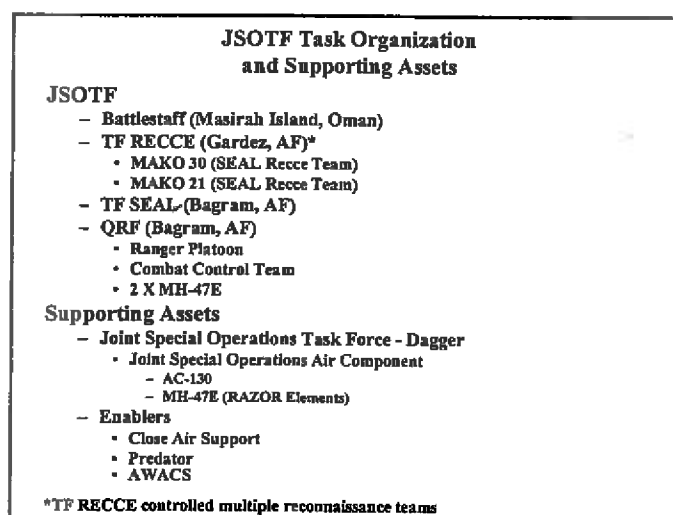 JSOTF Task Organization
and Supporting Assets
JSOTF
– Battlestaff (Masirah Island, Oman)
– TF RECCE (Gardez, AF)*
• MAKO 30 (SEAL Recce Team)
• MAKO 21 (SEAL Recce Team)
– TF SEAL (Bagram, AF)
– QRF (Bagram, AF)
• Ranger Platoon
• Combat Control Team
• 2 X MH-47E
Supporting Assets
– Joint Special Operations Task Force - Dagger
• Joint Special Operations Air Component
– AC-130
– MH-47E (RAZOR Elements)
– Enablers
• Close Air Support
• Predator
• AWACS
*TF RECCE controlled multiple reconnaissance teams